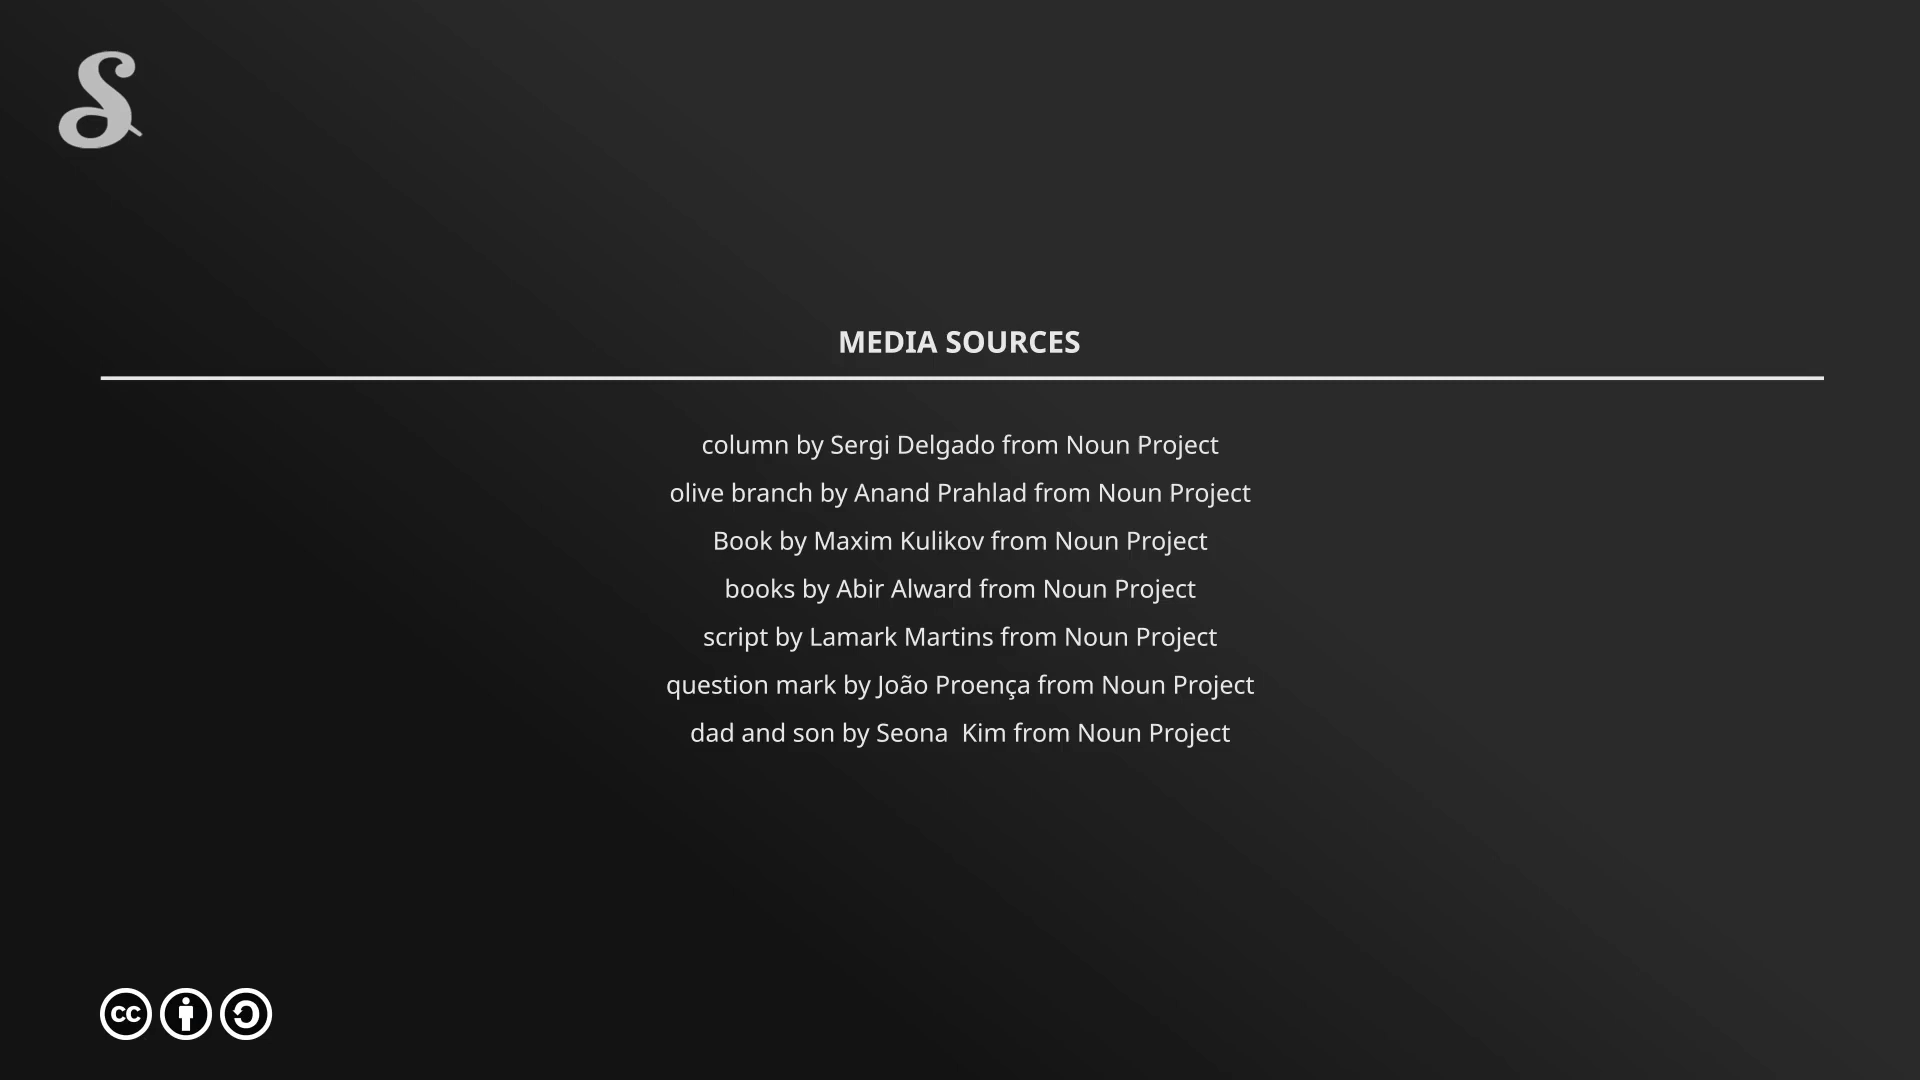 S
MEDIA SOURCES
column by Sergi Delgado from Noun Project
olive branch by Anand Prahlad from Noun Project
Book by Maxim Kulikov from Noun Project
books by Abir Alward from Noun Project
script by Lamark Martins from Noun Project
question mark by João Proença from Noun Project
dad and son by Seona  Kim from Noun Project
cc